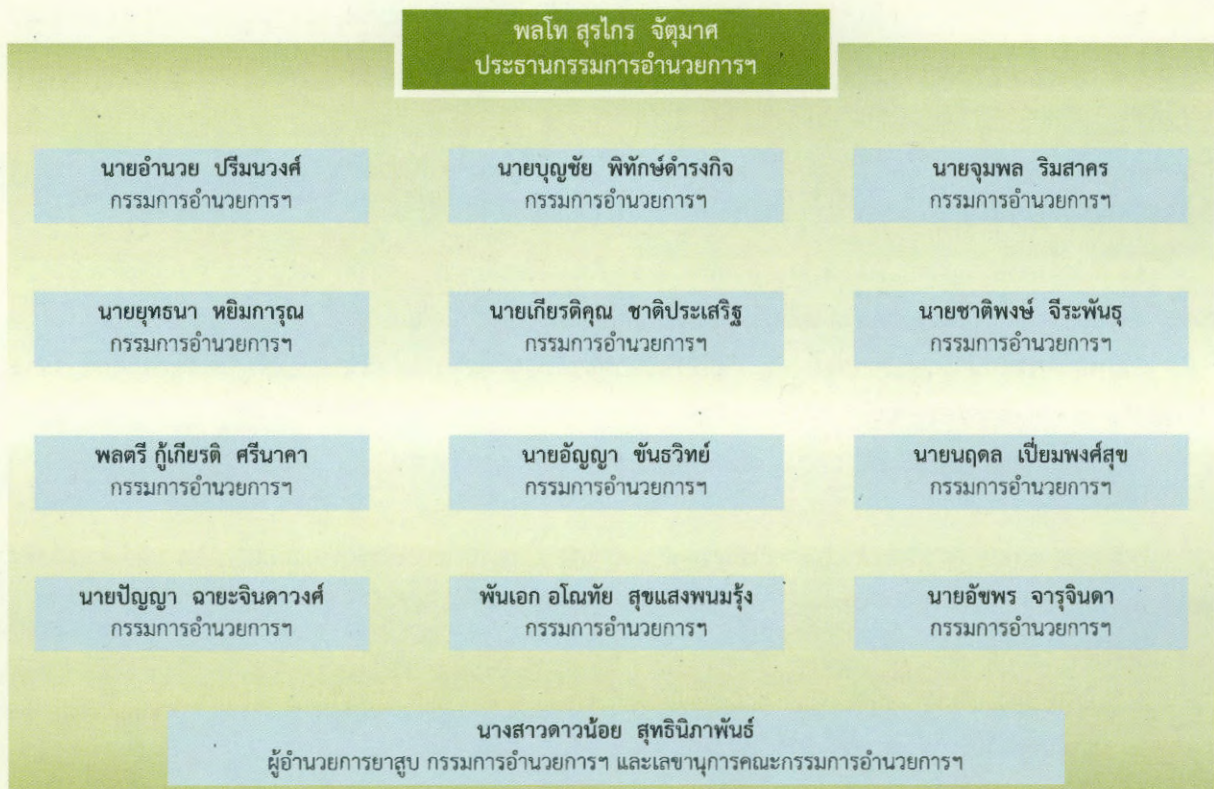 พลโท สุรไกร จัตุมาศ
ประธานกรรมการอำนวยการฯ
นายอำนวย ปรีมนวงศ์
กรรมการอำนวยการฯ
นายบุญชัย พิทักษ์ดำรงกิจ
กรรมการอำนวยการฯ
นายจุมพล ริมสาคร
กรรมการอำนวยการฯ
นายยุทธนา หยิมการุณ
กรรมการอำนวยการฯ
นายเกียรติคุณ ชาติประเสริฐ
กรรมการอำนวยการฯ
นายชาติพงษ์ จีระพันธุ
กรรมการอำนวยการฯ
พลตรี กู้เกียรติ ศรีนาคา
กรรมการอำนวยการฯ
นายอัญญา ขันธวิทย์
กรรมการอำนวยการฯ
นายนฤดล เปี่ยมพงศ์สุข
กรรมการอำนวยการฯ
นายปัญญา ฉายะจินดาวงศ์
กรรมการอำนวยการฯ
พันเอก อโณทัย สุขแสงพนมรุ้ง
กรรมการอำนวยการฯ
นายอัษพร จารุจินดา
กรรมการอำนวยการฯ
นางสาวดาวน้อย สุทธินิภาพันธ์
ผู้อำนวยการยาสูบ กรรมการอำนวยการฯ และเลขานุการคณะกรรมการอำนวยการฯ